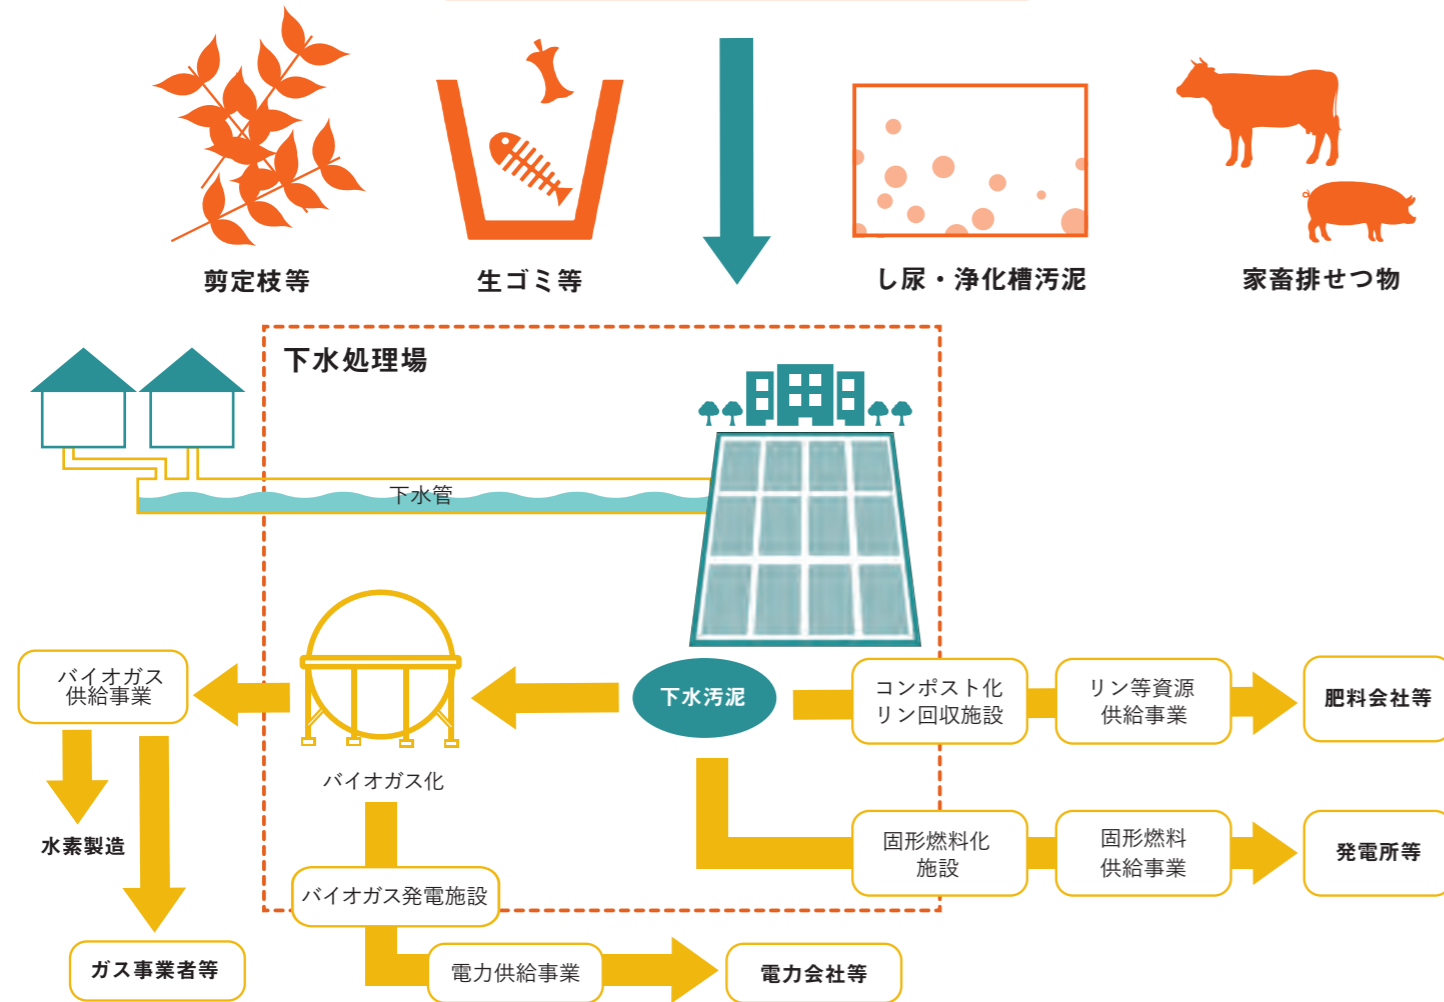 剪定枝等
生ゴミ等
し尿・浄化槽汚泥
家畜排せつ物
下水処理場
下水管
バイオガス
供給事業
下水汚泥
コンポスト化
リン回収施設
リン等資源
供給事業
肥料会社等
バイオガス化
水素製造
固形燃料化
施設
固形燃料
供給事業
発電所等
バイオガス発電施設
ガス事業者等
電力供給事業
電力会社等